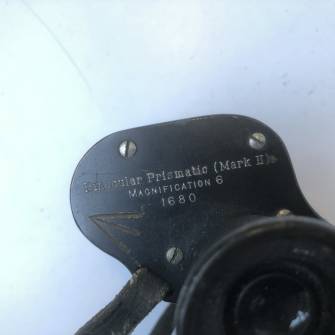 Binocular Prismatic (Mark II)
MAGNIFICATION 6
1680